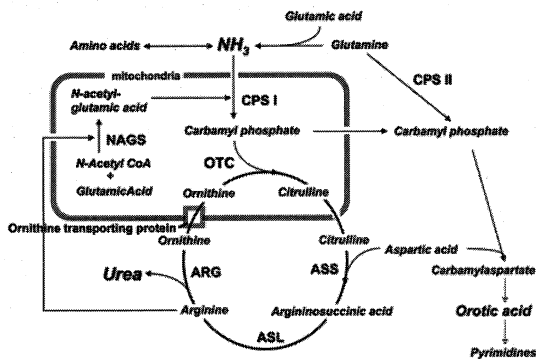 Glutamic acid
Amino acids
NH3
Glutamine
mitochondria
CPS II
N-acetyl-
glutamic acid
CPS I
NAGS
Carbamyl phosphate
Carbamyl phosphate
N-Acetyl CoA
+
GlutamicAcid
OTC
Ornithine
Citrulline
Ornithine transporting protein
Ornithine
Citrulline
Aspartic acid
Urea
ARG
ASS
Carbamylaspartate
Arginine
Argininosuccinic acid
Orotic acid
ASL
Pyrimidines